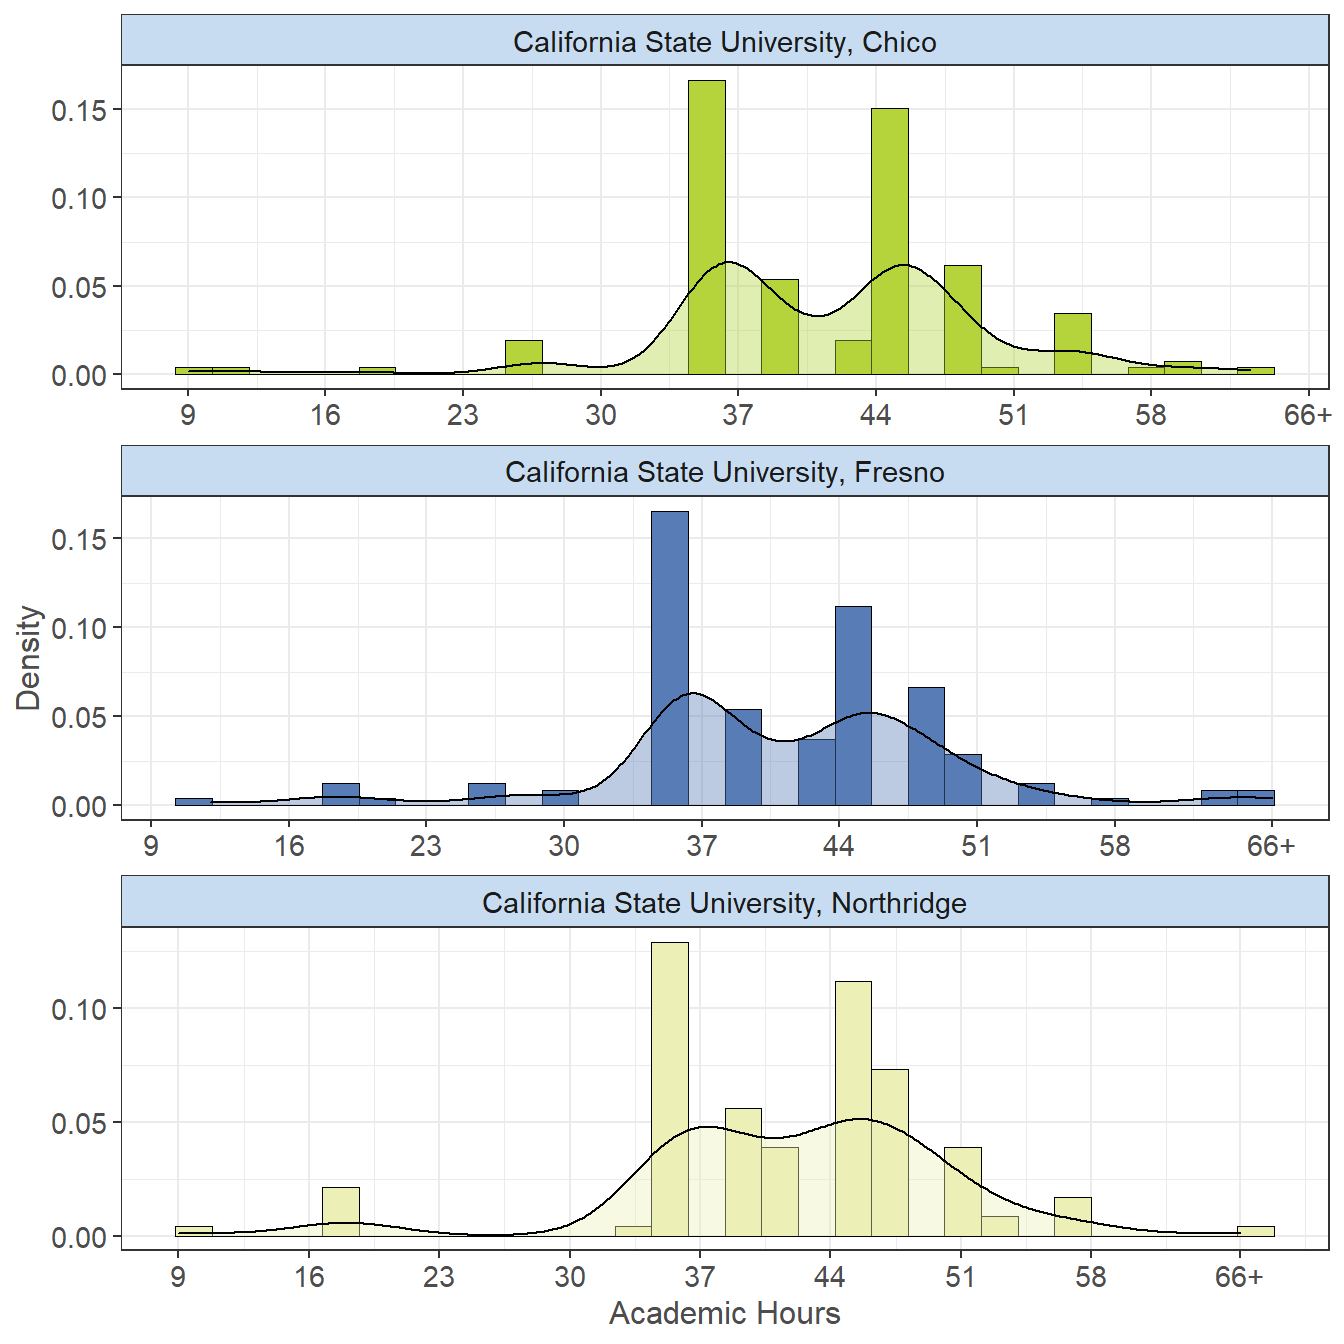 California State University, Chico
0.15
0.10
0.05
0.00
9 16 23 30 37 44 51 58 66+
California State University, Fresno
0.15
0.10
0.05
0.00
9 16 23 30 37 44 51 58 66+
Density
California State University, Northridge
0.10
0.05
0.00
9 16 23 30 37 44 51 58 66+
Academic Hours